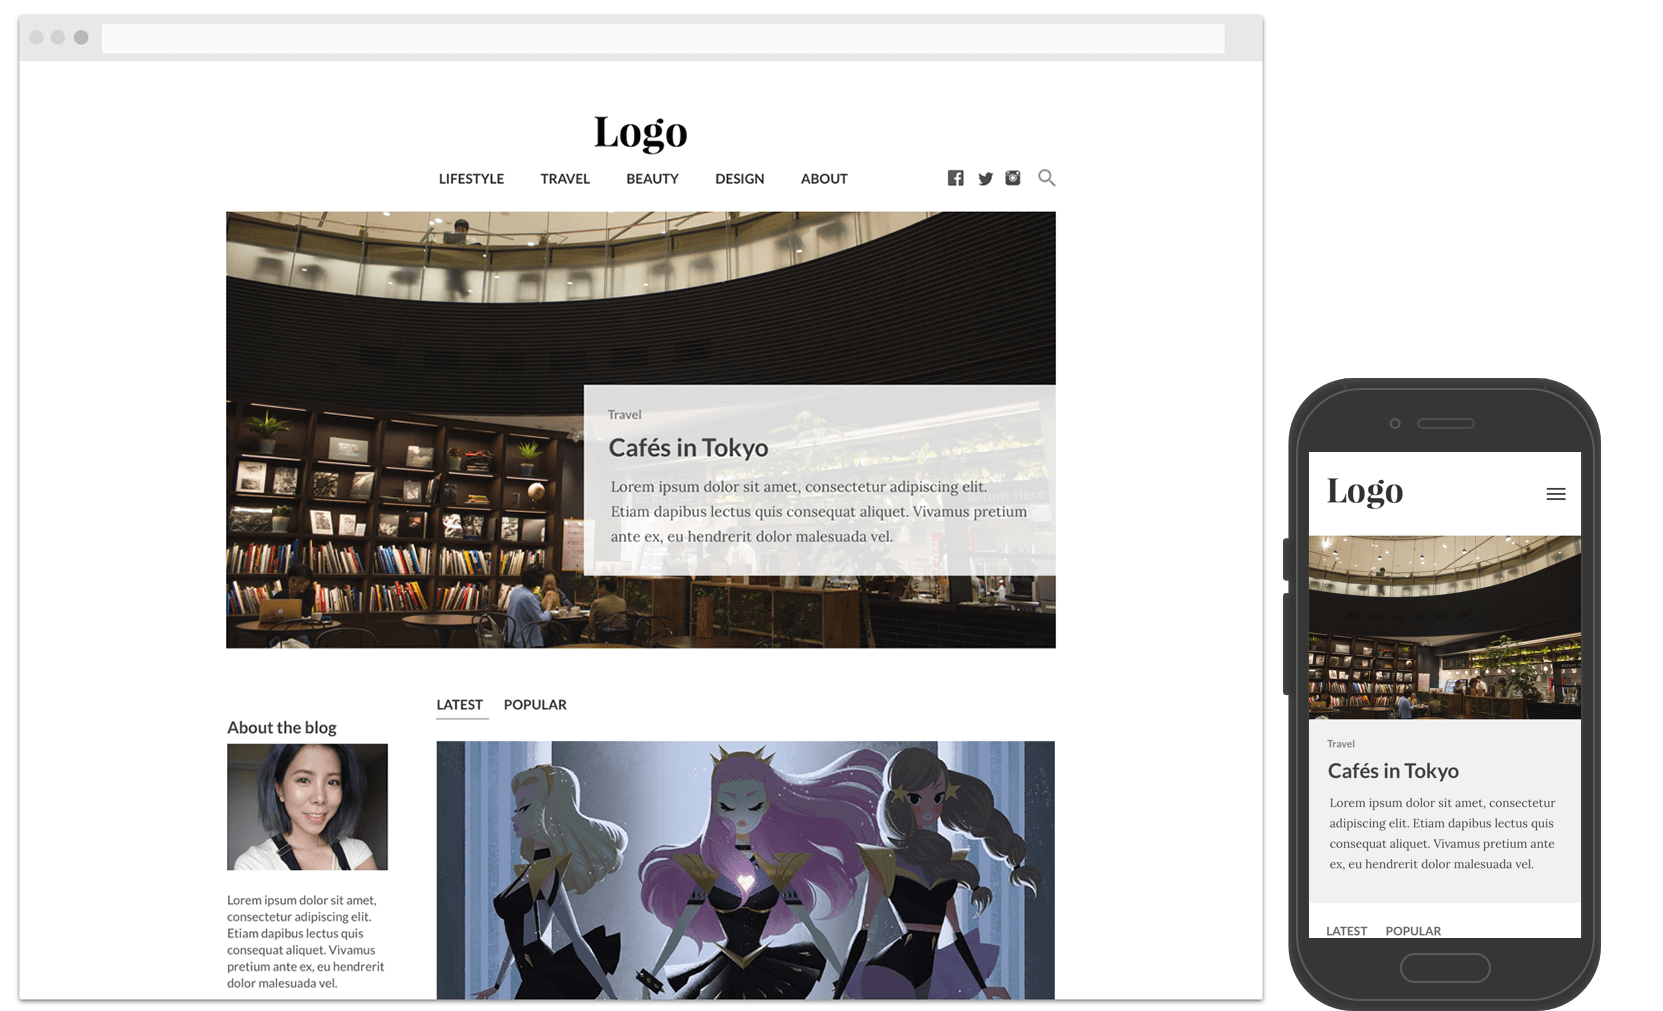 Logo
LIFESTYLE TRAVEL BEAUTY DESIGN ABOUT
Travel
Cafés in Tokyo
Lorem ipsum dolor sit amet, consectetur adipiscing elit.
Etiam dapibus lectus quis consequat aliquet. Vivamus pretium
ante ex, eu hendrerit dolor malesuada vel.
LATEST POPULAR
About the blog
Lorem ipsum dolor sit amet,
consectetur adipiscing elit.
Etiam dapibus lectus quis
consequat aliquet. Vivamus
pretium ante ex, eu hendrerit
dolor malesuada vel.
Logo
Travel
Cafés in Tokyo
Lorem ipsum dolor sit amet, consectetur
adipiscing elit. Etiam dapibus lectus quis
consequat aliquet. Vivamus pretium ante
ex, eu hendrerit dolor malesuada vel.
LATEST POPULAR